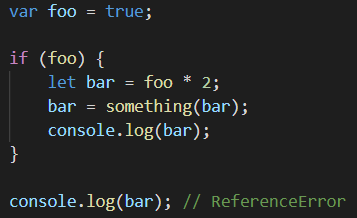 var foo = true;

if (foo) {
    let bar = foo * 2;
    bar = something(bar);
    console.log(bar);
}

console.log(bar); // ReferenceError